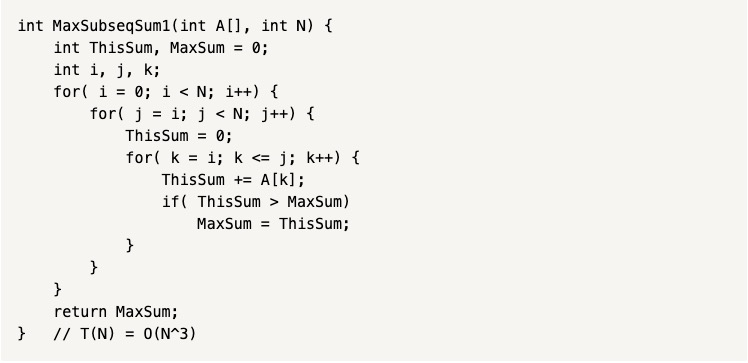 int MaxSubseqSum1(int A[], int N) {
    int ThisSum, MaxSum = 0;
    int i, j, k;
    for( i = 0; i < N; i++) {
        for( j = i; j < N; j++) {
            ThisSum = 0;
            for( k = i; k <= j; k++) {
                ThisSum += A[k];
                if( ThisSum > MaxSum)
                    MaxSum = ThisSum;
            }
        }
    }
    return MaxSum;
}   // T(N) = O(N^3)